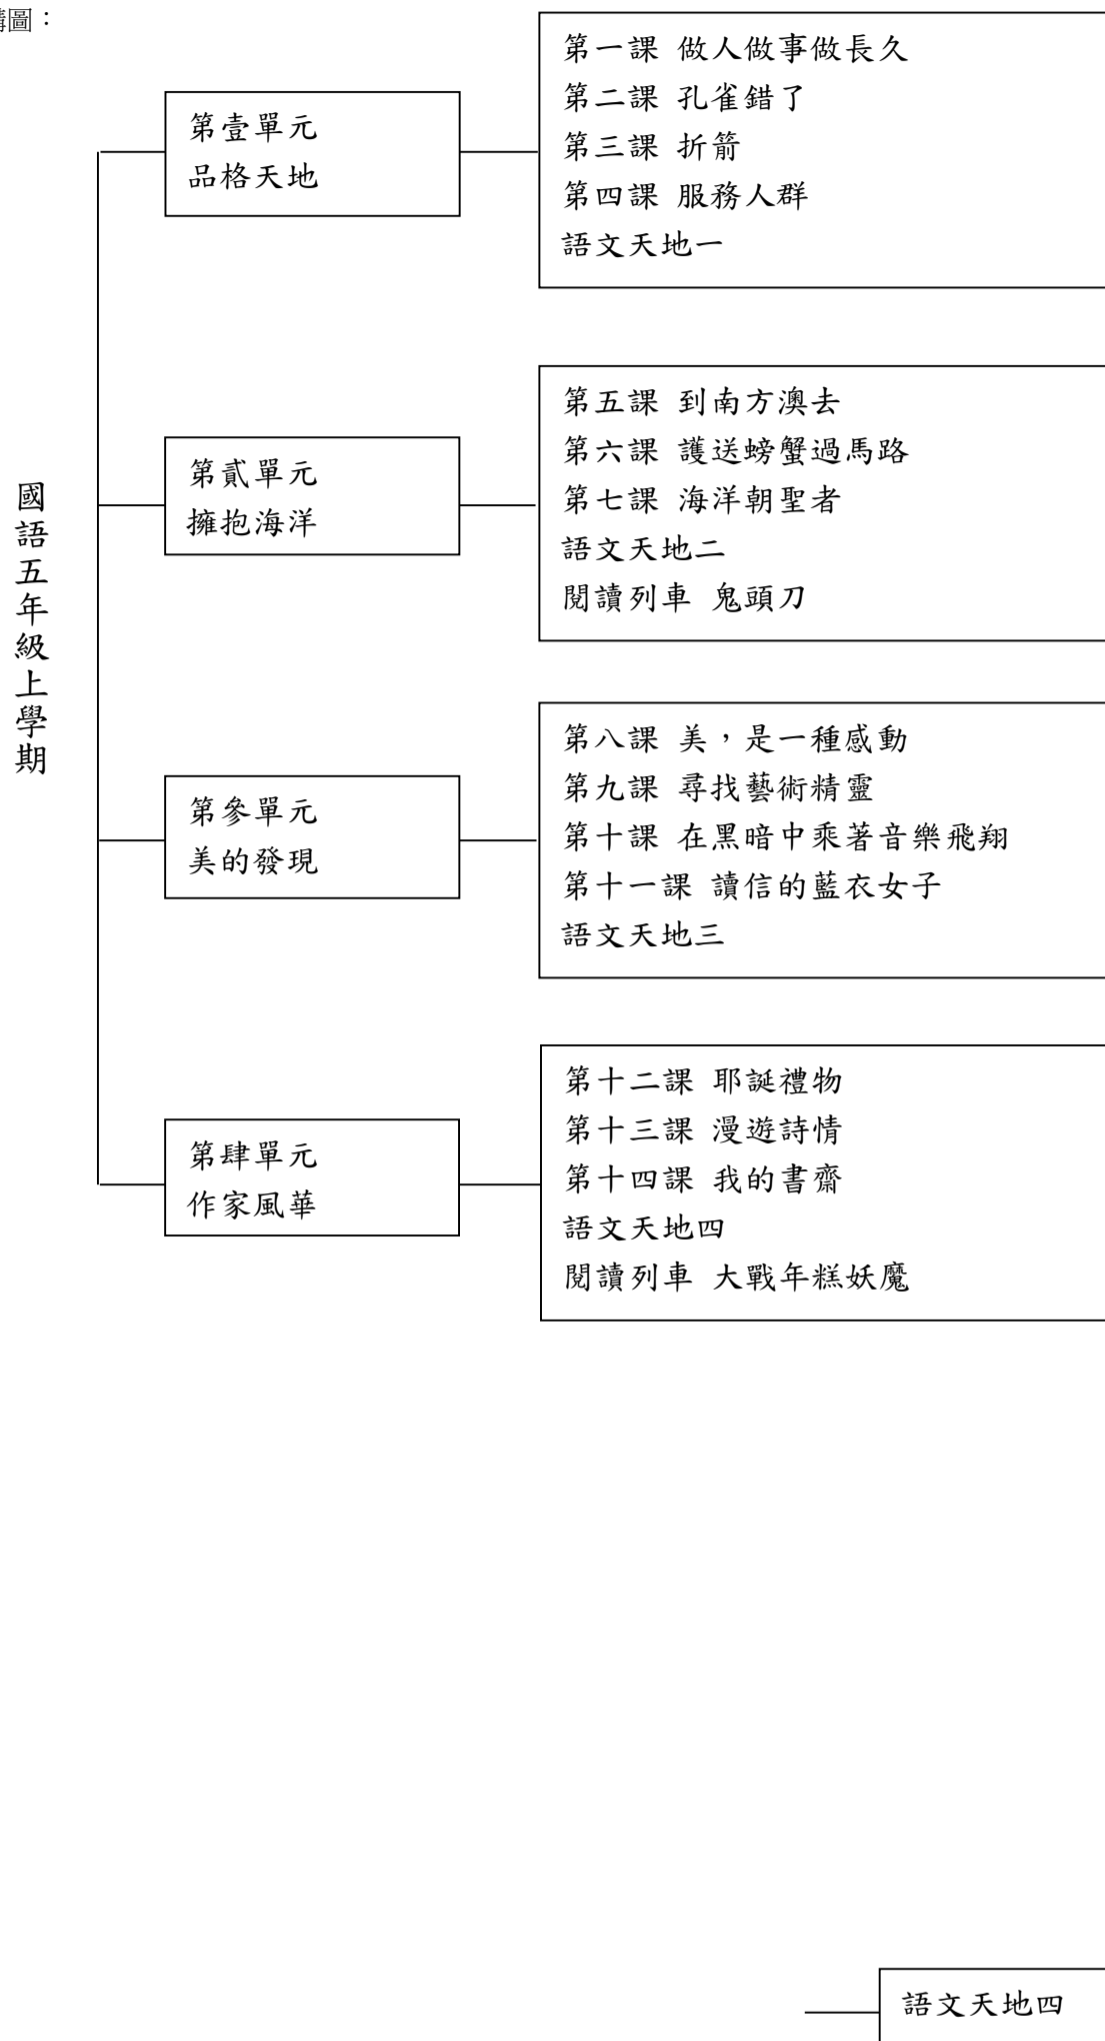 構圖：
國語五年級上學期
第壹單元
品格天地
第一課 做人做事做長久
第二課 孔雀錯了
第三課 折箭
第四課 服務人群
語文天地一
第貳單元
擁抱海洋
第五課 到南方澳去
第六課 護送螃蟹過馬路
第七課 海洋朝聖者
語文天地二
閱讀列車 鬼頭刀
第參單元
美的發現
第八課 美，是一種感動
第九課 尋找藝術精靈
第十課 在黑暗中乘著音樂飛翔
第十一課 讀信的藍衣女子
語文天地三
第肆單元
作家風華
第十二課 耶誕禮物
第十三課 漫遊詩情
第十四課 我的書齋
語文天地四
閱讀列車 大戰年糕妖魔
語文天地四